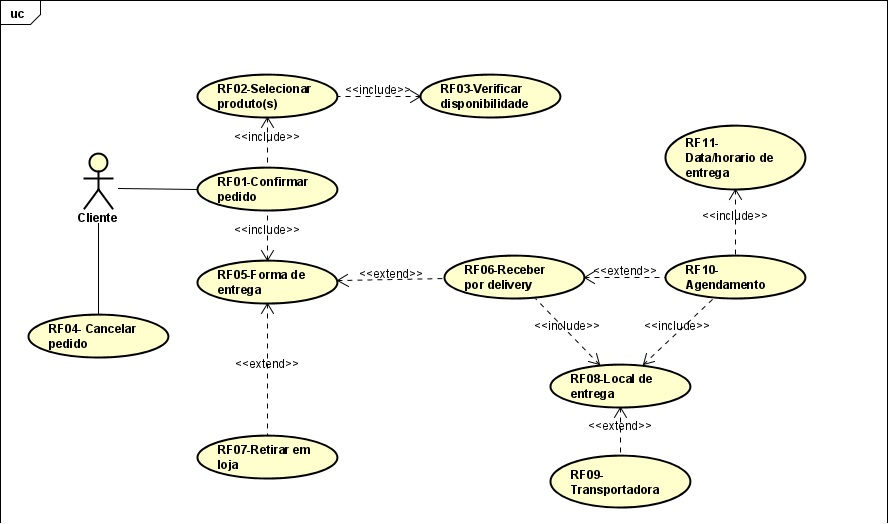 uc
RF02-Selecionar
produto(s)
<<include>>
RF03-Verificar
disponibilidade
<<include>>
RF11-
Data/horario de
entrega
Cliente
RF01-Confirmar
pedido
<<include>>
<<include>>
RF05-Forma de
entrega
<<extend>>
RF06-Receber
por delivery
<<extend>>
RF10-
Agendamento
RF04- Cancelar
pedido
<<include>>
<<include>>
<<extend>>
RF08-Local de
entrega
<<extend>>
RF07-Retirar em
loja
RF09-
Transportadora